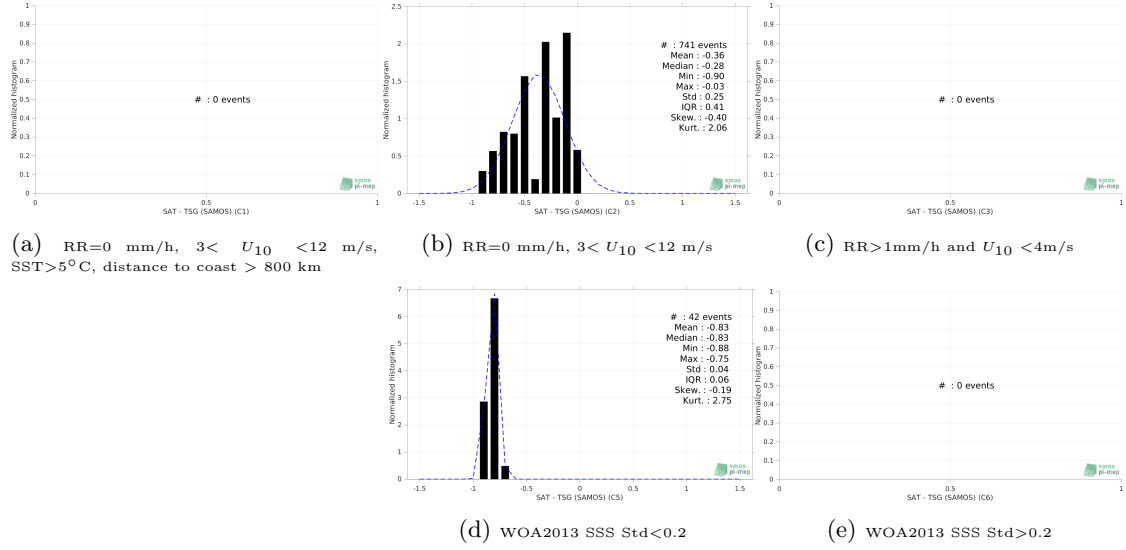 1
0.9
0.8
0.7
0.6
0.5
0.4
0.3
0.2
0.1
0
Normalized histogram
# : 0 events
smos
pi-mep
0
0.5
1
SAT - TSG (SAMOS) (C1)
(a) RR=0 mm/h, 3< U10 <12 m/s,
SST>5°C, distance to coast > 800 km
2.5
2
1.5
1
0.5
0
Normalized histogram
# : 741 events
Mean : -0.36
Median : -0.28
Min : -0.90
Max : -0.03
Std : 0.25
IQR : 0.41
Skew. : -0.40
Kurt. : 2.06
smos
pi-mep
-1.5
-1
-0.5
0
0.5
1
1.5
SAT - TSG (SAMOS) (C2)
(b) RR=0 mm/h, 3< U10 <12 m/s
1
0.9
0.8
0.7
0.6
0.5
0.4
0.3
0.2
0.1
0
Normalized histogram
# : 0 events
smos
pi-mep
0
0.5
1
SAT - TSG (SAMOS) (C3)
(c) RR>1mm/h and U10 <4m/s
7
6
5
4
3
2
1
0
Normalized histogram
# : 42 events
Mean : -0.83
Median : -0.83
Min : -0.88
Max : -0.75
Std : 0.04
IQR : 0.06
Skew. : -0.19
Kurt. : 2.75
smos
pi-mep
-1.5
-1
-0.5
0
0.5
1
1.5
SAT - TSG (SAMOS) (C5)
(d) WOA2013 SSS Std<0.2
1
0.9
0.8
0.7
0.6
0.5
0.4
0.3
0.2
0.1
0
Normalized histogram
# : 0 events
smos
pi-mep
0
0.5
1
SAT - TSG (SAMOS) (C6)
(e) WOA2013 SSS Std>0.2